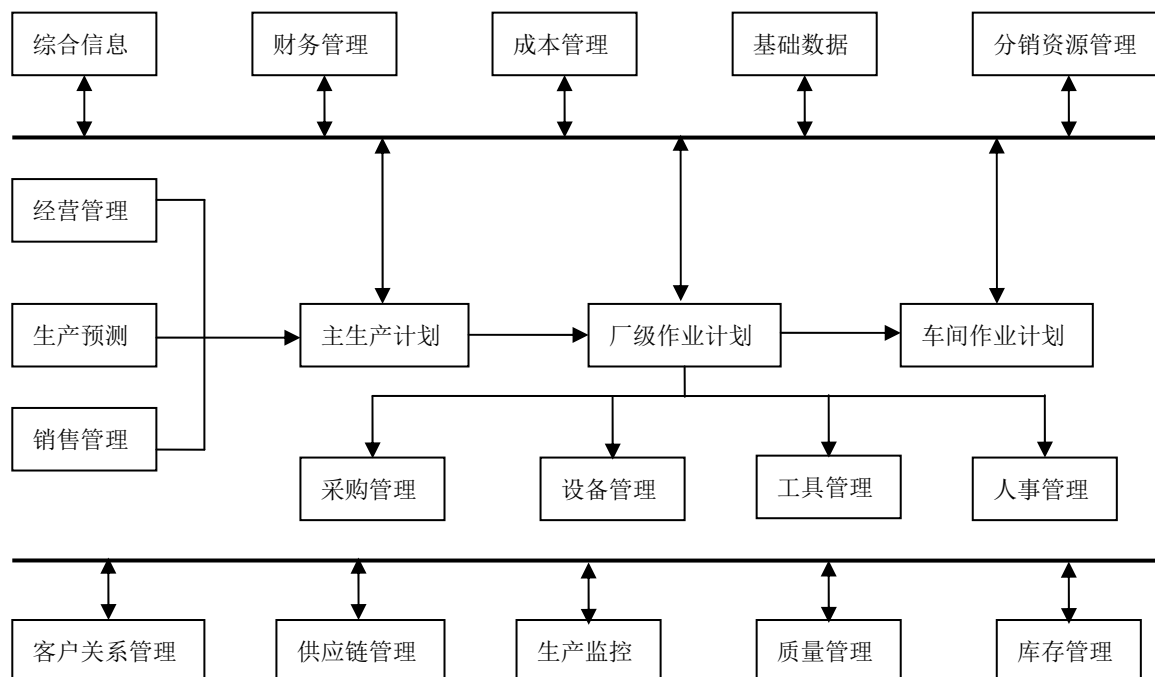 综合信息
财务管理
成本管理
基础数据
分销资源管理
经营管理
生产预测
主生产计划
厂级作业计划
车间作业计划
销售管理
采购管理
设备管理
工具管理
人事管理
客户关系管理
供应链管理
生产监控
质量管理
库存管理